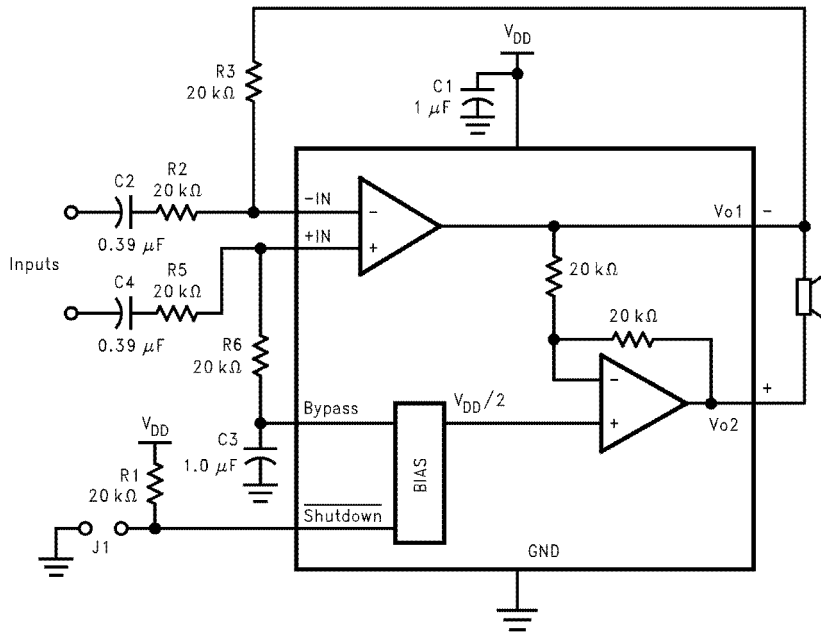 V_DD
R3
20 kΩ
C1
1 µF
C2
R2
20 kΩ
0.39 µF
-IN
-
+IN
+
Vo1
-
Inputs
C4
R5
20 kΩ
0.39 µF
20 kΩ
20 kΩ
R6
20 kΩ
-
+
+
Vo2
Bypass
V_DD/2
BIAS
C3
1.0 µF
V_DD
R1
20 kΩ
Shutdown
J1
GND